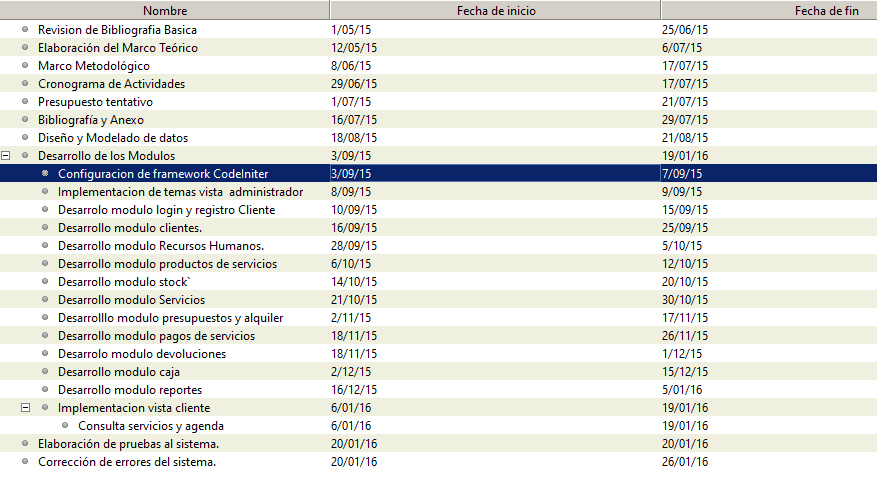 Nombre Fecha de inicio Fecha de fin
Revision de Bibliografia Basica 1/05/15 25/06/15
Elaboración del Marco Teórico 12/05/15 6/07/15
Marco Metodológico 8/06/15 17/07/15
Cronograma de Actividades 29/06/15 17/07/15
Presupuesto tentativo 1/07/15 21/07/15
Bibliografía y Anexo 16/07/15 29/07/15
Diseño y Modelado de datos 18/08/15 21/08/15
Desarrollo de los Modulos 3/09/15 19/01/16
Configuracion de framework CodeIniter 3/09/15 7/09/15
Implementacion de temas vista administrador 8/09/15 9/09/15
Desarrolo modulo login y registro Cliente 10/09/15 15/09/15
Desarrollo modulo clientes. 16/09/15 25/09/15
Desarrollo modulo Recursos Humanos. 28/09/15 5/10/15
Desarrollo modulo productos de servicios 6/10/15 12/10/15
Desarrollo modulo stock` 14/10/15 20/10/15
Desarrollo modulo Servicios 21/10/15 30/10/15
Desarrolllo modulo presupuestos y alquiler 2/11/15 17/11/15
Desarrollo modulo pagos de servicios 18/11/15 26/11/15
Desarrolo modulo devoluciones 18/11/15 1/12/15
Desarrollo modulo caja 2/12/15 15/12/15
Desarrollo modulo reportes 16/12/15 5/01/16
Implementacion vista cliente 6/01/16 19/01/16
Consulta servicios y agenda 6/01/16 19/01/16
Elaboración de pruebas al sistema. 20/01/16 20/01/16
Corrección de errores del sistema. 20/01/16 26/01/16